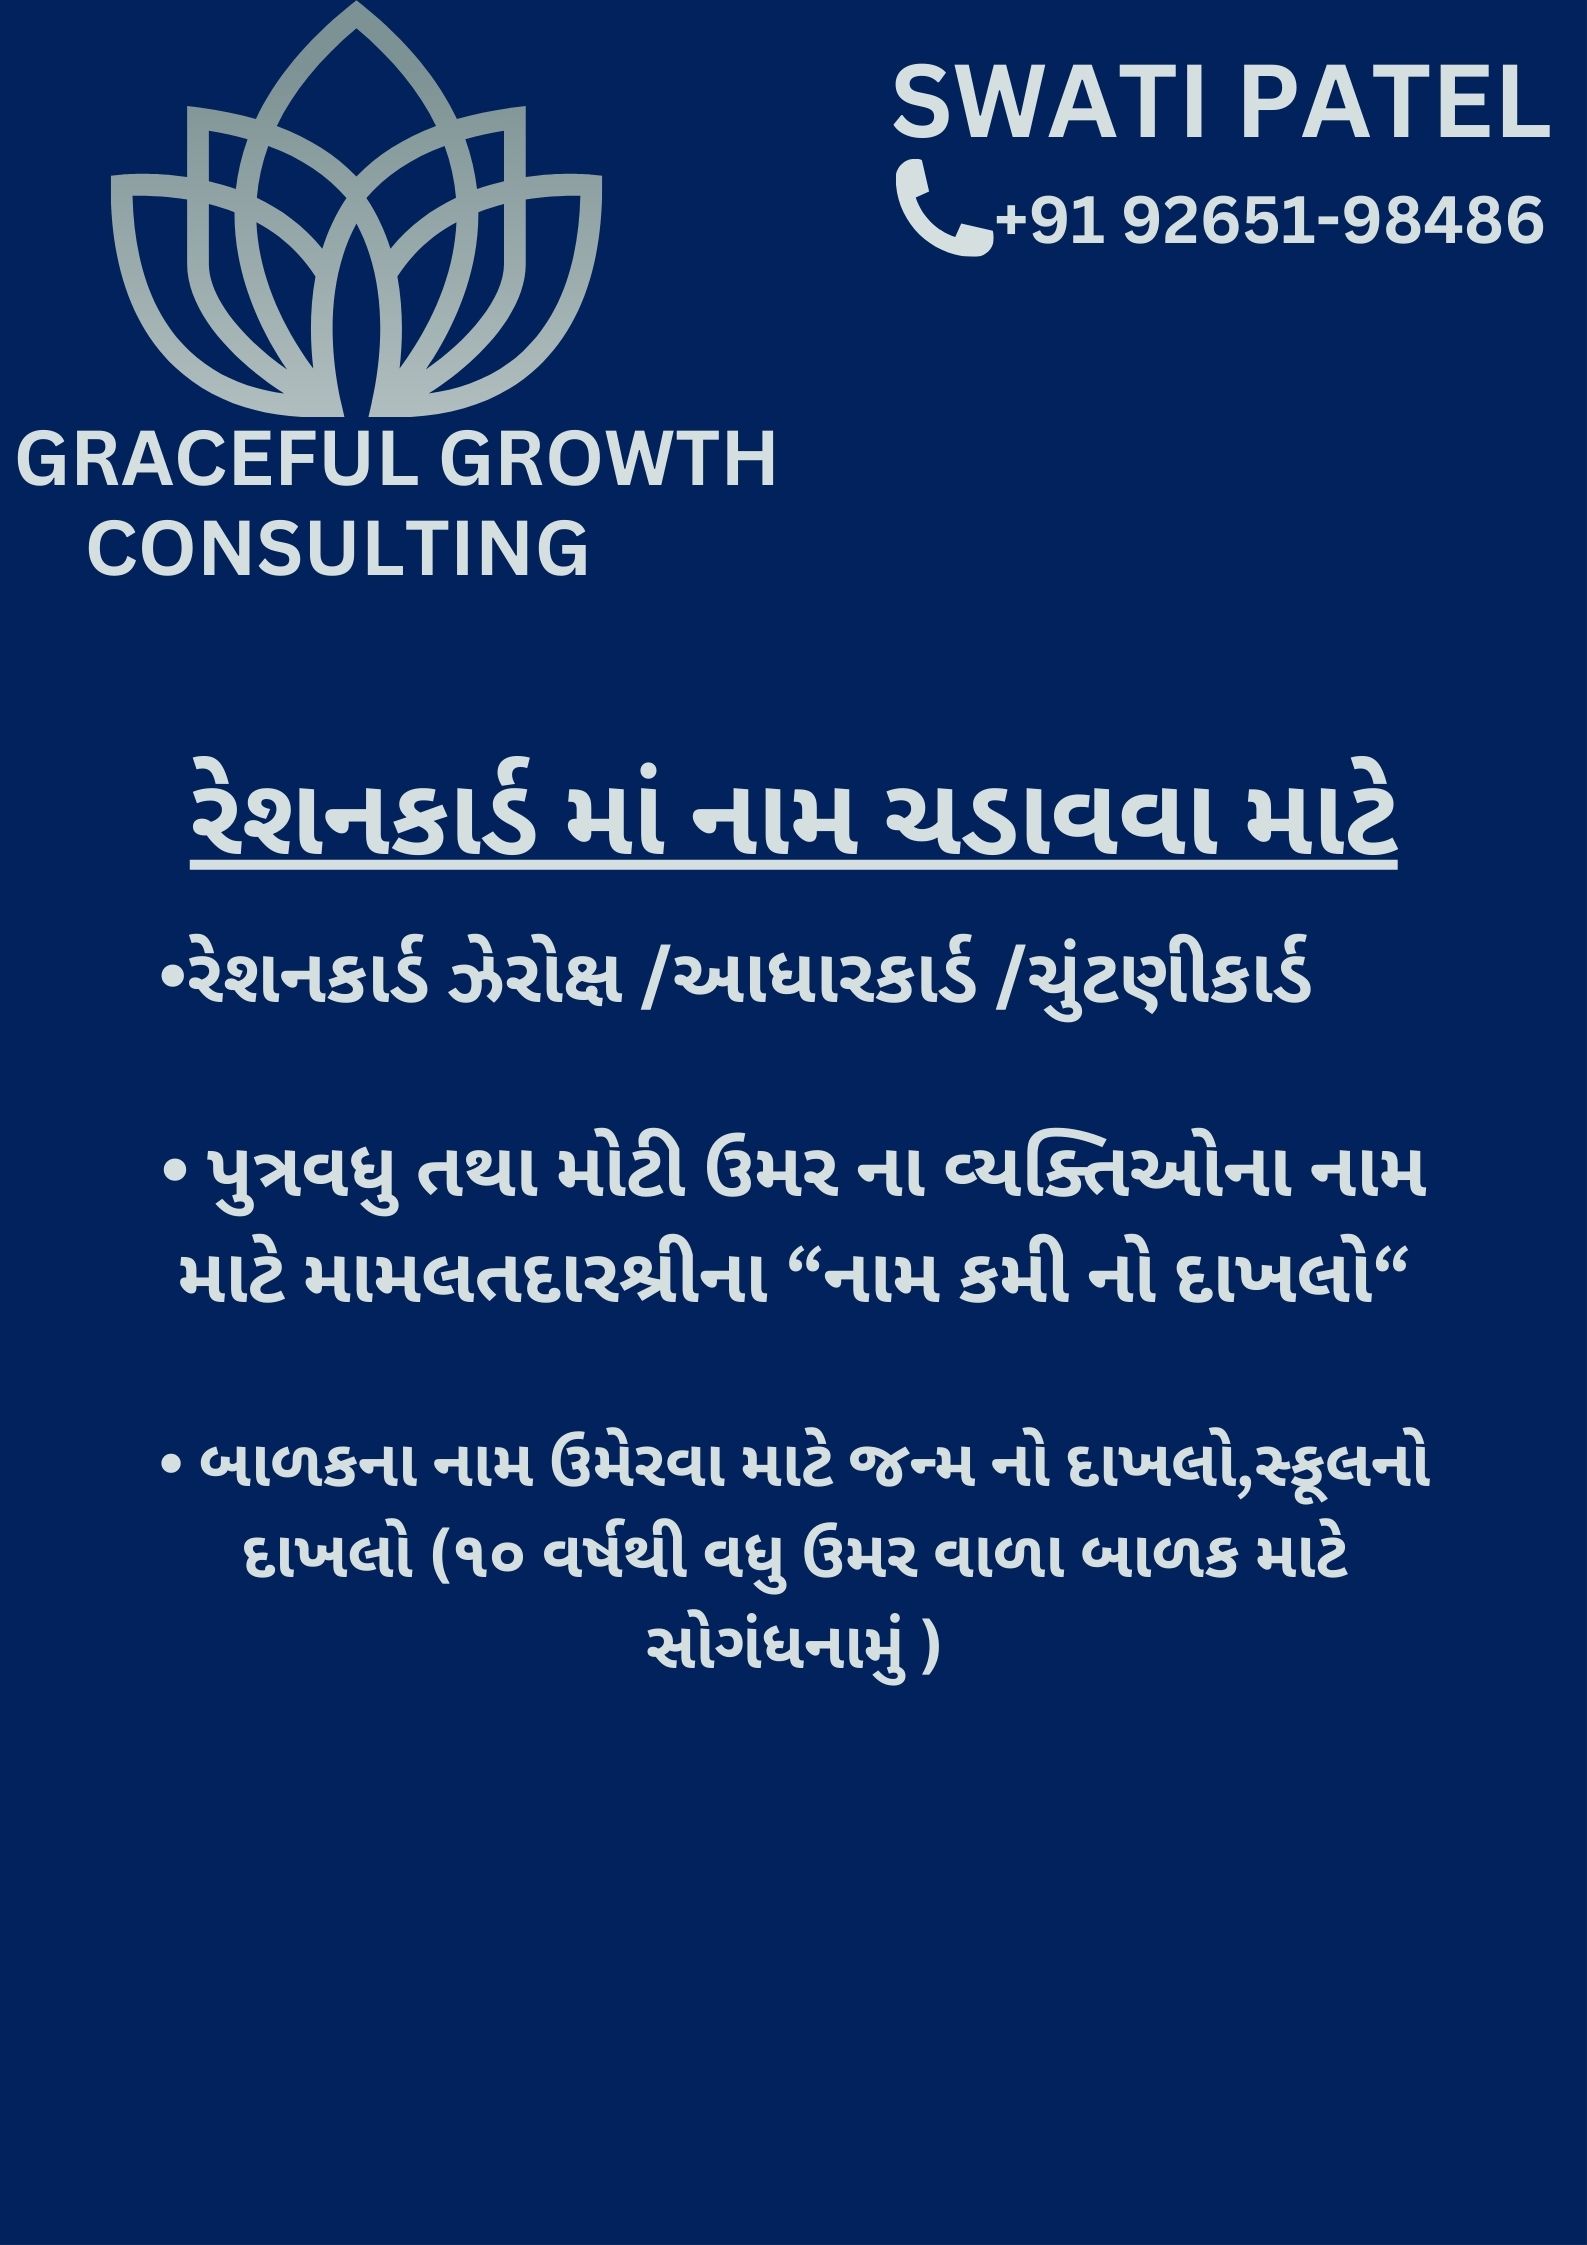 SWATI PATEL
+91 92651-98486
GRACEFUL GROWTH
CONSULTING
રેશનકાર્ડ માં નામ ચડાવવા માટે
•રેશનકાર્ડ ઝેરોક્ષ /આધારકાર્ડ /ચુંટણીકાર્ડ
• પુત્રવધુ તથા મોટી ઉમર ના વ્યક્તિઓના નામ
માટે મામલતદારશ્રીના “નામ કમી નો દાખલો“
• બાળકના નામ ઉમેરવા માટે જન્મ નો દાખલો,સ્કૂલનો
દાખલો (૧૦ વર્ષથી વધુ ઉમર વાળા બાળક માટે
સોગંધનામું )